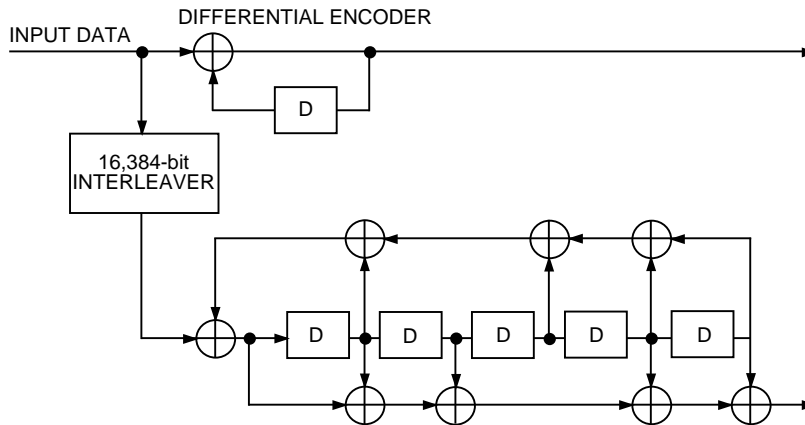 DIFFERENTIAL ENCODER
INPUT DATA
D
16,384-bit
INTERLEAVER
D
D
D
D
D